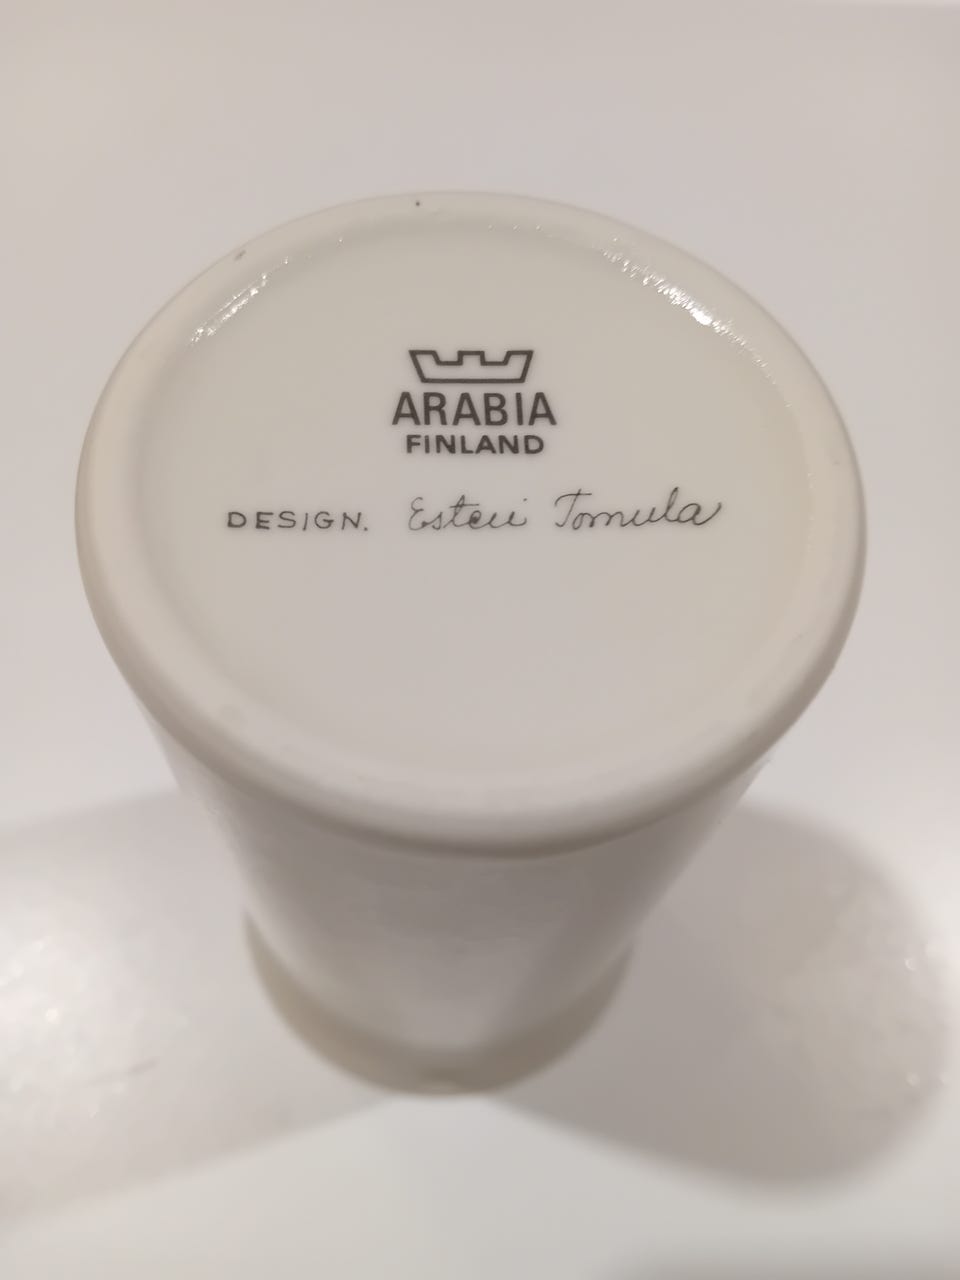 ARABIA
FINLAND
DESIGN. Esteri Tomula